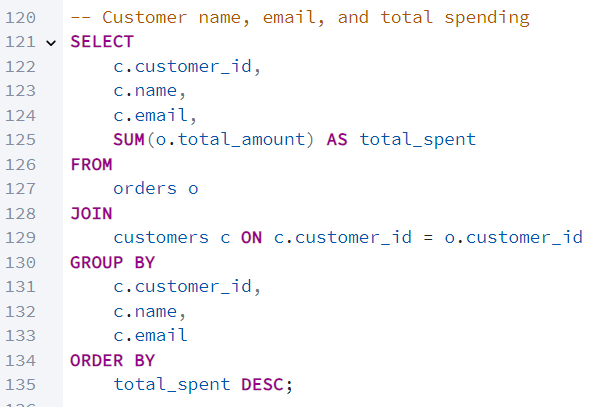 120 -- Customer name, email, and total spending
121 SELECT
122 c.customer_id,
123 c.name,
124 c.email,
125 SUM(o.total_amount) AS total_spent
126 FROM
127 orders o
128 JOIN
129 customers c ON c.customer_id = o.customer_id
130 GROUP BY
131 c.customer_id,
132 c.name,
133 c.email
134 ORDER BY
135 total_spent DESC;